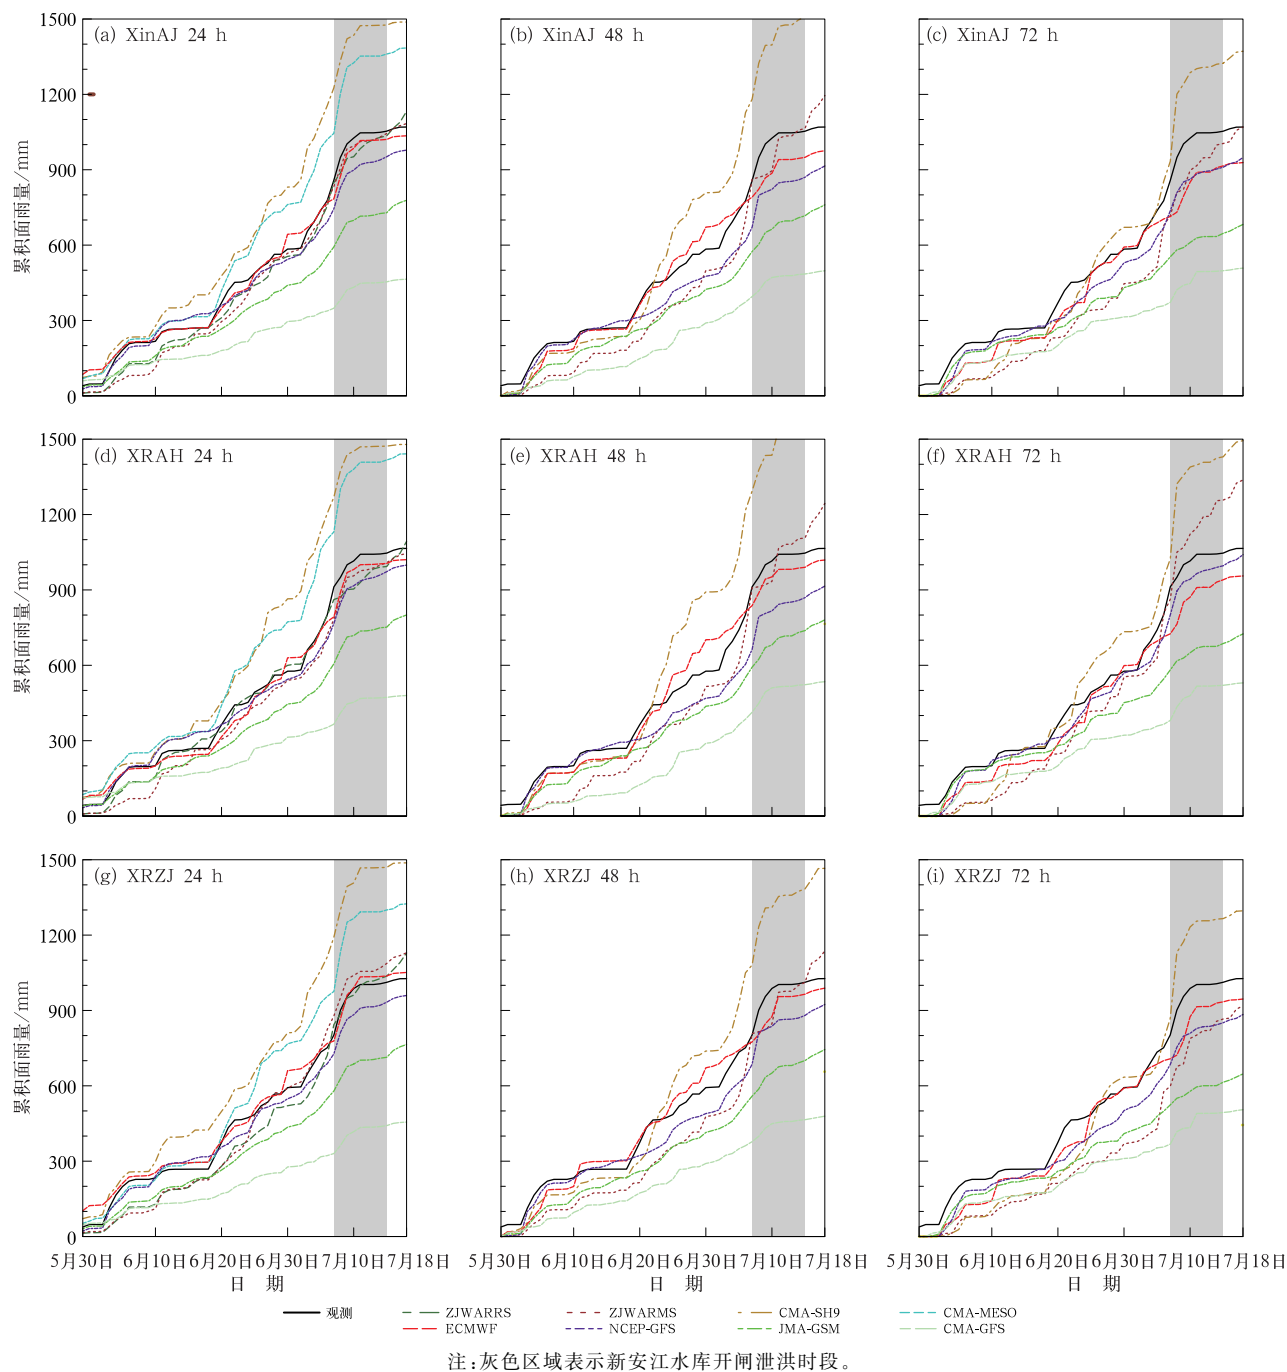 (a) XinAJ 24 h
(b) XinAJ 48 h
(c) XinAJ 72 h
1500
1200
900
600
300
0
累积面雨量/mm
(d) XRAH 24 h
(e) XRAH 48 h
(f) XRAH 72 h
1500
1200
900
600
300
0
累积面雨量/mm
(g) XRZJ 24 h
(h) XRZJ 48 h
(i) XRZJ 72 h
1500
1200
900
600
300
0
累积面雨量/mm
5月30日 6月10日 6月20日 6月30日 7月10日 7月18日
5月30日 6月10日 6月20日 6月30日 7月10日 7月18日
5月30日 6月10日 6月20日 6月30日 7月10日 7月18日
日 期
日 期
日 期
观测 ZJWARRS ZJWARMS CMA-SH9 CMA-MESO
ECMWF NCEP-GFS JMA-GSM CMA-GFS
注:灰色区域表示新安江水库开闸泄洪时段。